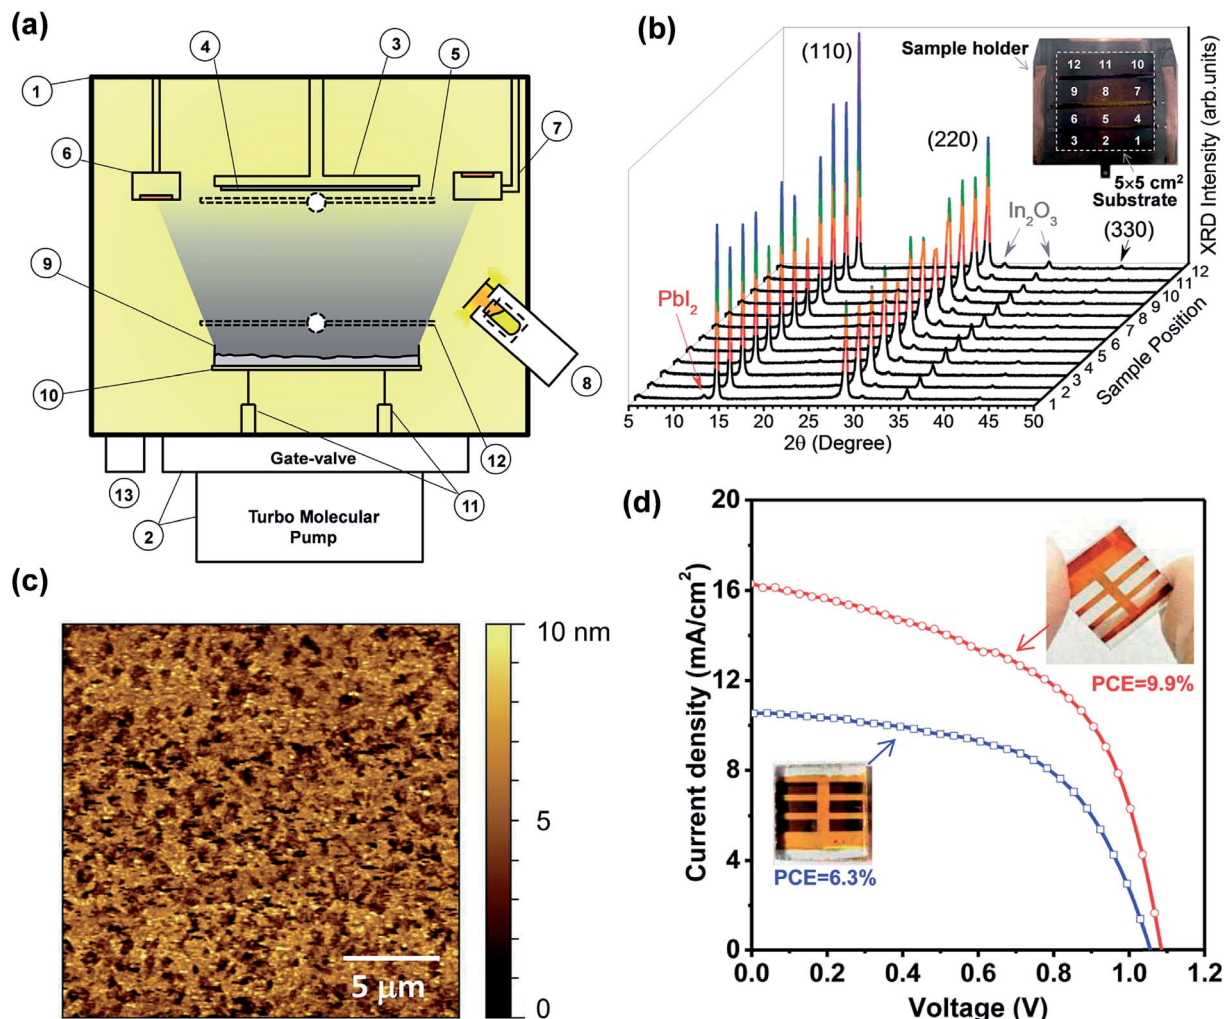 (a)
4
3
5
1
6
7
9
8
10
12
Gate-valve
13
11
2
Turbo Molecular
Pump
(b)
(110)
Sample holder
12 11 10
9 8 7
6 5 4
3 2 1
(220)
5×5 cm²
Substrate
In₂O₃
(330)
PbI₂
XRD Intensity (arb.units)
1 2 3 4 5 6 7 8 9 10 11 12
Sample Position
5 10 15 20 25 30 35 40 45 50
2θ (Degree)
(c)
10 nm
5
0
5 μm
(d)
20
16
12
8
4
0
Current density (mA/cm²)
PCE=9.9%
PCE=6.3%
0.0 0.2 0.4 0.6 0.8 1.0 1.2
Voltage (V)